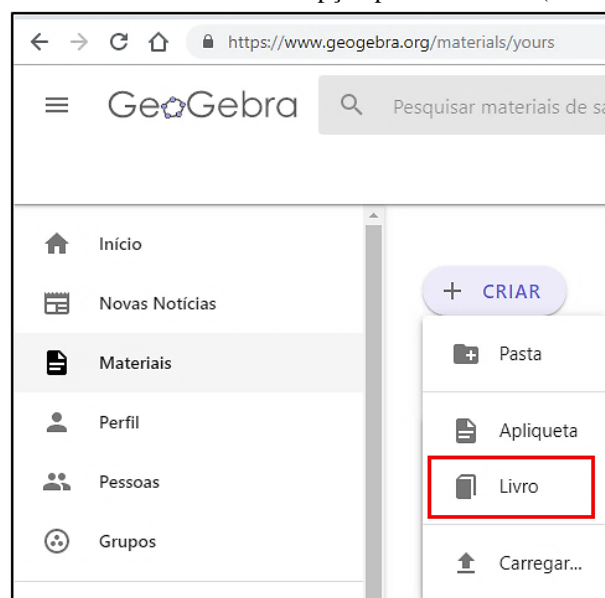 https://www.geogebra.org/materials/yours
GeoGebra
Pesquisar materiais de
Início
Novas Notícias
Materiais
Perfil
Pessoas
Grupos
+ CRIAR
Pasta
Apliqueta
Livro
Carregar...